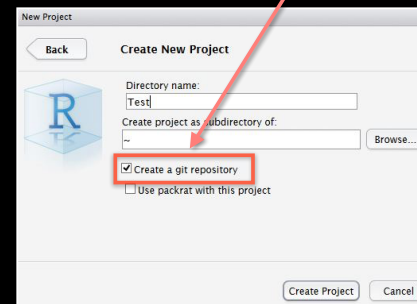 New Project
Back
Create New Project
Directory name:
Test
R
Create project as subdirectory of:
~
Browse...
Create a git repository
Use packrat with this project
Create Project
Cancel